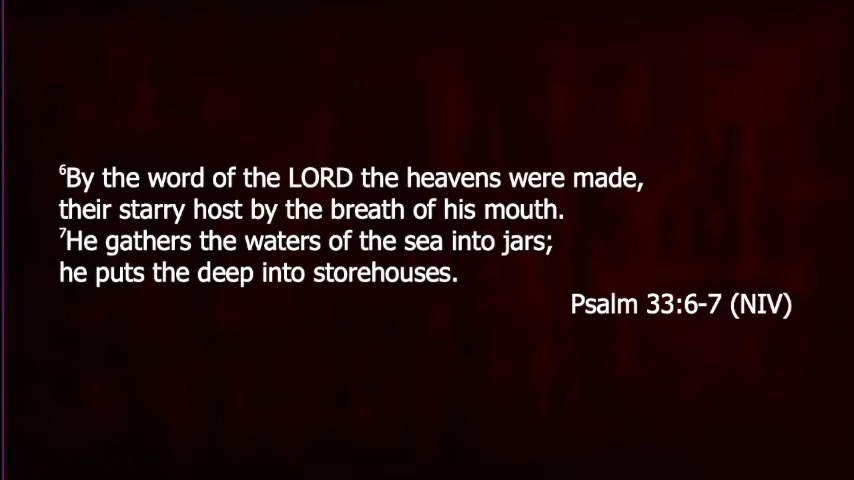 ⁶By the word of the LORD the heavens were made,
their starry host by the breath of his mouth.
⁷He gathers the waters of the sea into jars;
he puts the deep into storehouses.
Psalm 33:6-7 (NIV)